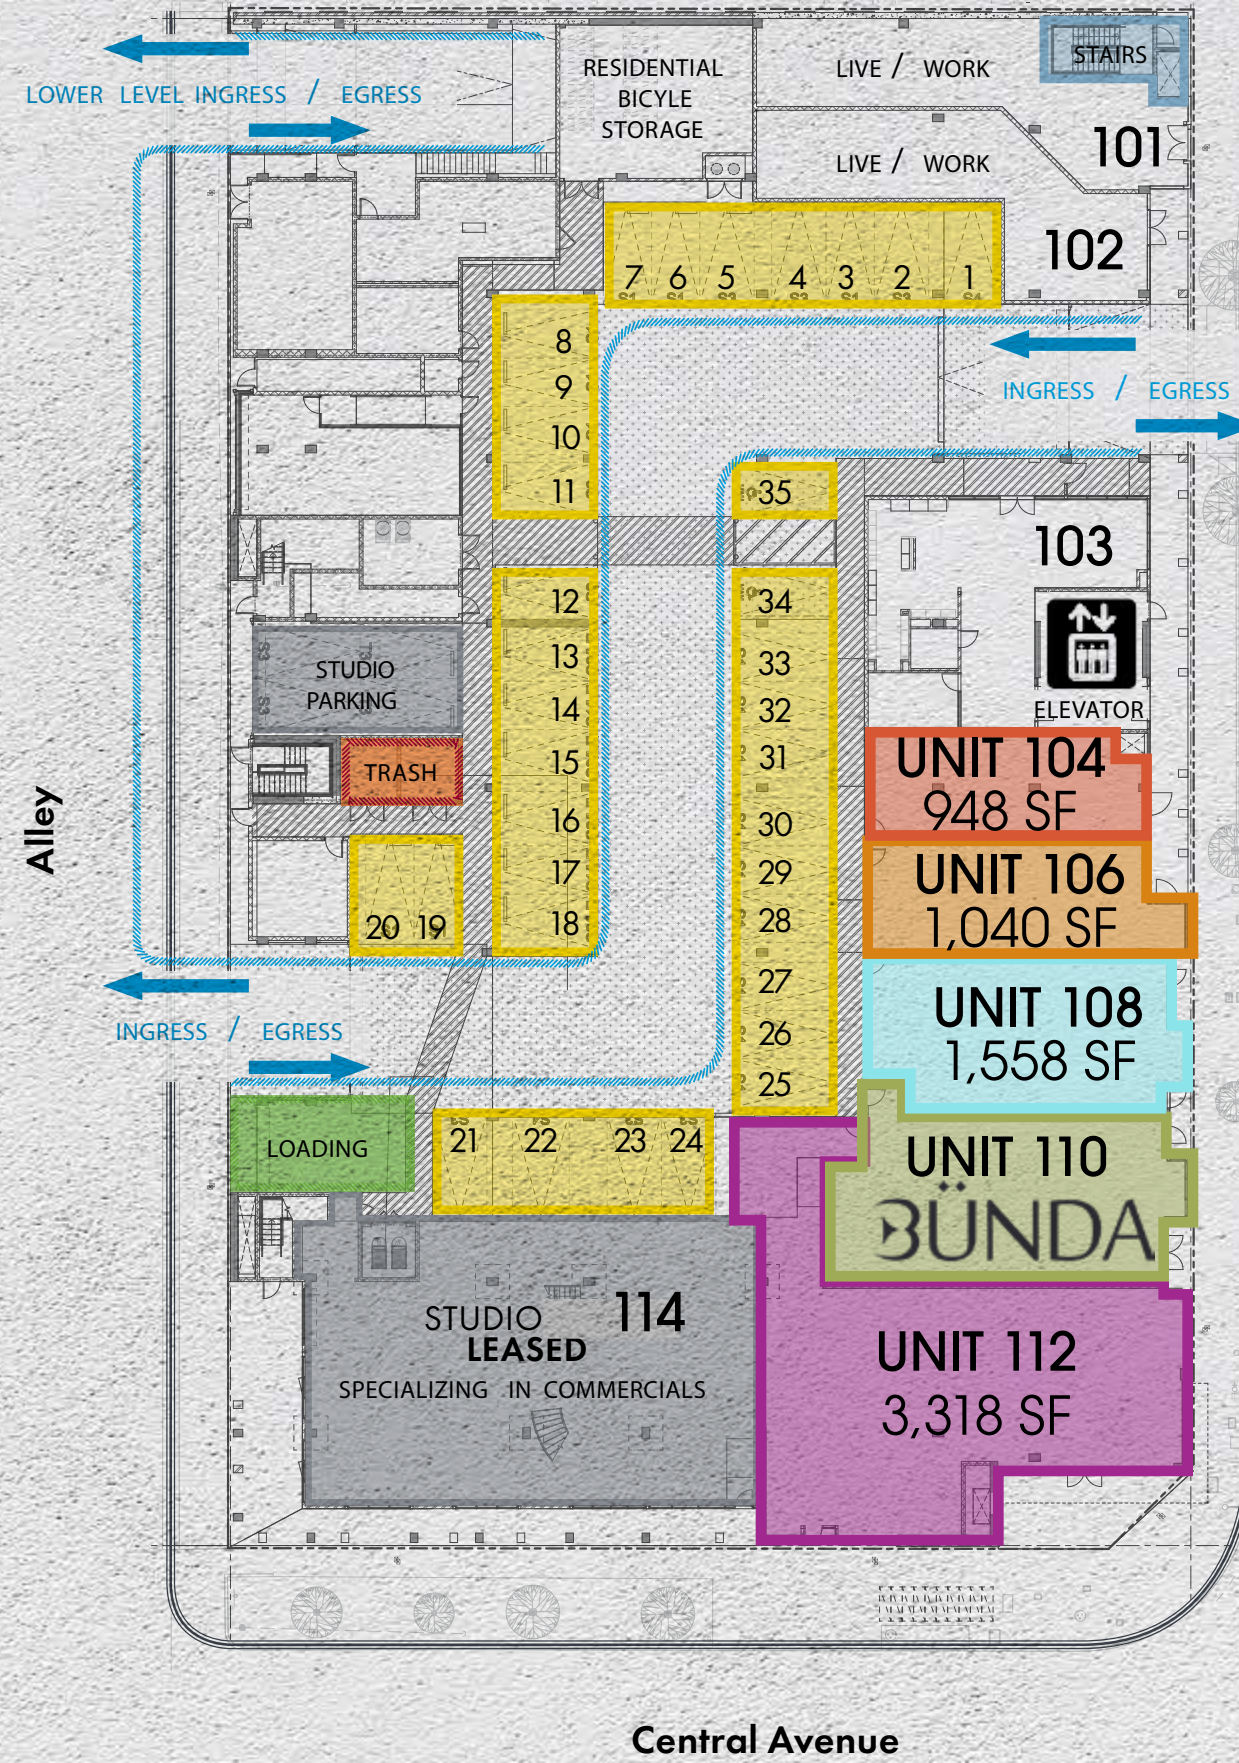 RESIDENTIAL
BICYLE
STORAGE
LIVE / WORK
STAIRS
LOWER LEVEL INGRESS / EGRESS
101
LIVE / WORK
102
7 6 5 4 3 2 1
8
9
10
11
INGRESS / EGRESS
35
103
12
34
13
33
14
32
15
31
16
30
17
29
18
28
27
26
25
STUDIO
PARKING
ELEVATOR
TRASH
UNIT 104
948 SF
Alley
UNIT 106
1,040 SF
20 19
UNIT 108
1,558 SF
INGRESS / EGRESS
LOADING
21 22 23 24
UNIT 110
BÜNDA
STUDIO 114
LEASED
SPECIALIZING IN COMMERCIALS
UNIT 112
3,318 SF
Central Avenue